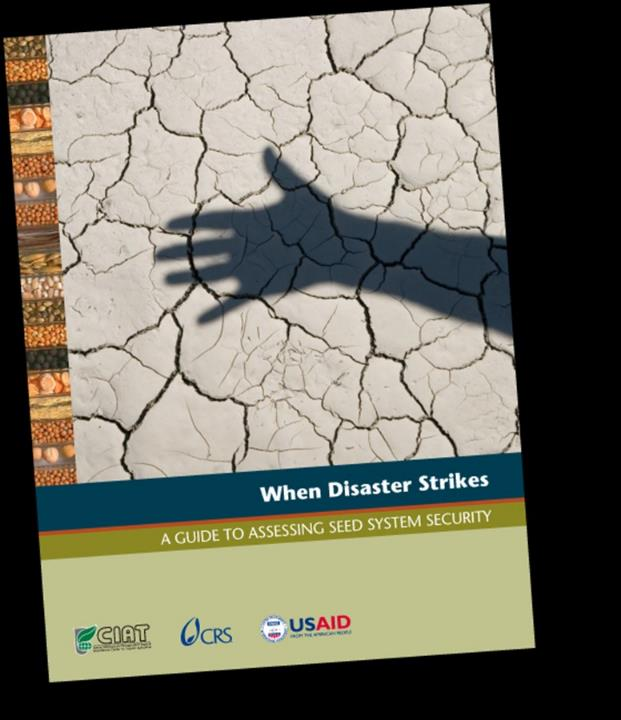 When Disaster Strikes
A GUIDE TO ASSESSING SEED SYSTEM SECURITY
CIAT
CRS
USAID
FROM THE AMERICAN PEOPLE